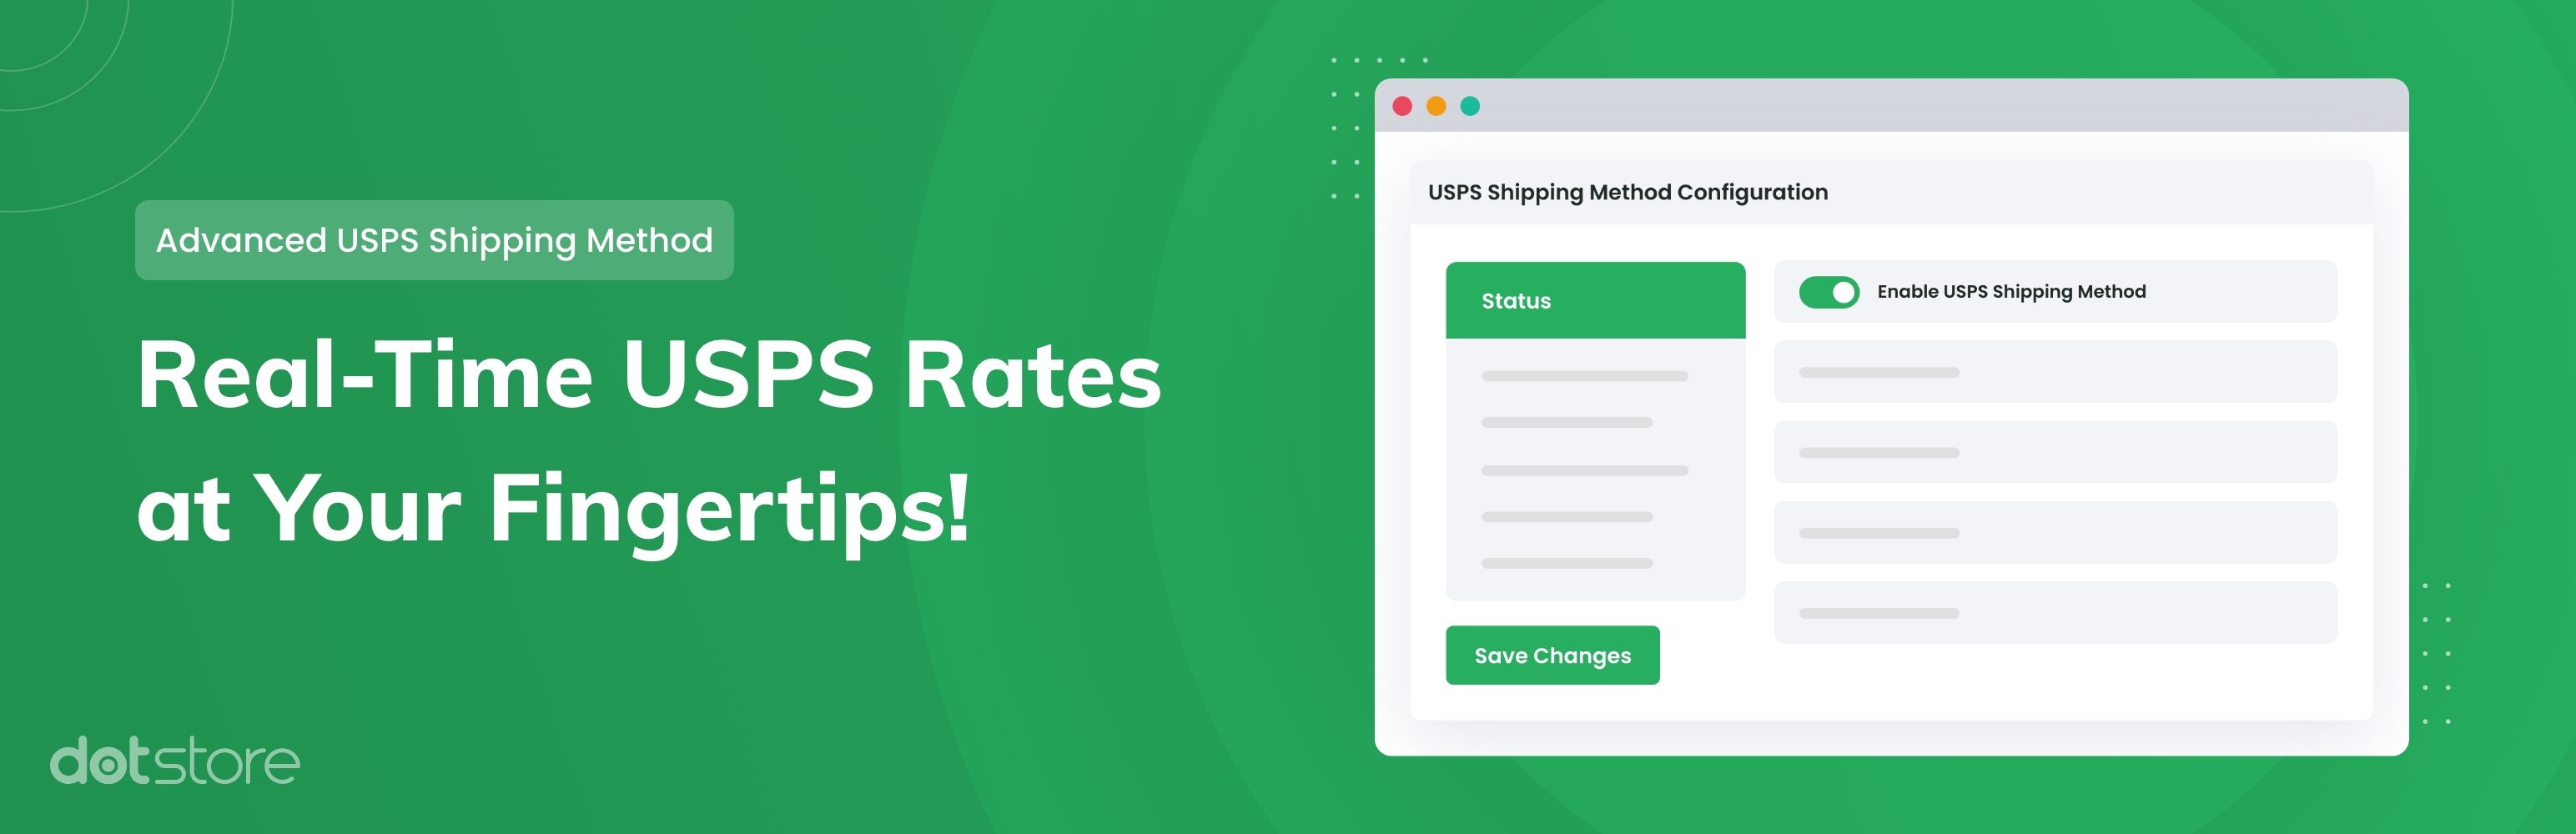 Advanced USPS Shipping Method
Real-Time USPS Rates
at Your Fingertips!
dotstore
USPS Shipping Method Configuration
Status
Enable USPS Shipping Method
Save Changes